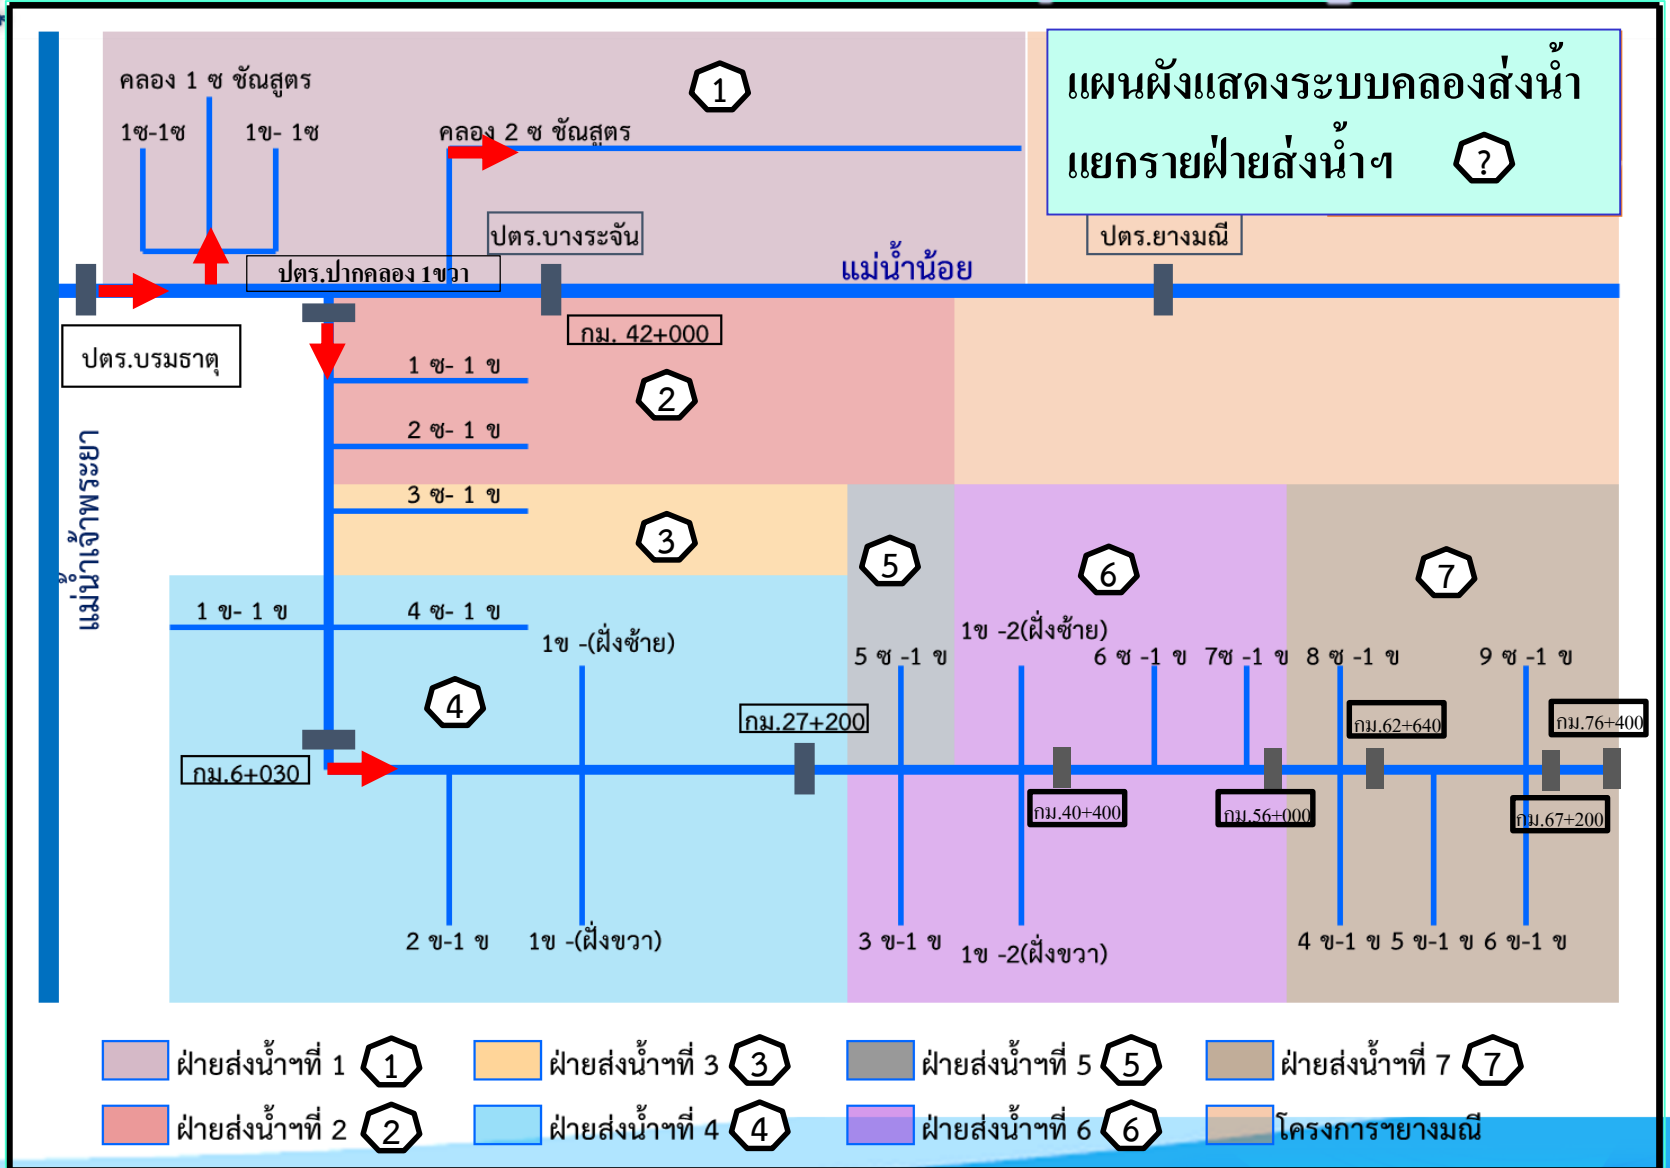 แผนผังแสดงระบบคลองส่งน้ำ
แยกรายฝ่ายส่งน้ำฯ ?
คลอง 1 ซ ชัณสูตร
1
1ซ-1ซ
1ข- 1ซ
คลอง 2 ซ ชัณสูตร
ปตร.บางระจัน
ปตร.ยางมณี
ปตร.ปากคลอง 1ขวา
แม่น้ำน้อย
ปตร.บรมธาตุ
กม. 42+000
1 ซ- 1 ข
2
2 ซ- 1 ข
แม่น้ำเจ้าพระยา
3 ซ- 1 ข
3
5
6
7
1 ข- 1 ข
4 ซ- 1 ข
1ข -(ฝั่งซ้าย)
1ข -2(ฝั่งซ้าย)
5 ซ -1 ข
6 ซ -1 ข
7ซ -1 ข
8 ซ -1 ข
9 ซ -1 ข
4
กม.27+200
กม.62+640
กม.76+400
กม.6+030
กม.40+400
กม.56+000
กม.67+200
2 ข-1 ข
1ข -(ฝั่งขวา)
3 ข-1 ข
1ข -2(ฝั่งขวา)
4 ข-1 ข
5 ข-1 ข
6 ข-1 ข
ฝ่ายส่งน้ำฯที่ 1 1
ฝ่ายส่งน้ำฯที่ 3 3
ฝ่ายส่งน้ำฯที่ 5 5
ฝ่ายส่งน้ำฯที่ 7 7
ฝ่ายส่งน้ำฯที่ 2 2
ฝ่ายส่งน้ำฯที่ 4 4
ฝ่ายส่งน้ำฯที่ 6 6
โครงการฯยางมณี